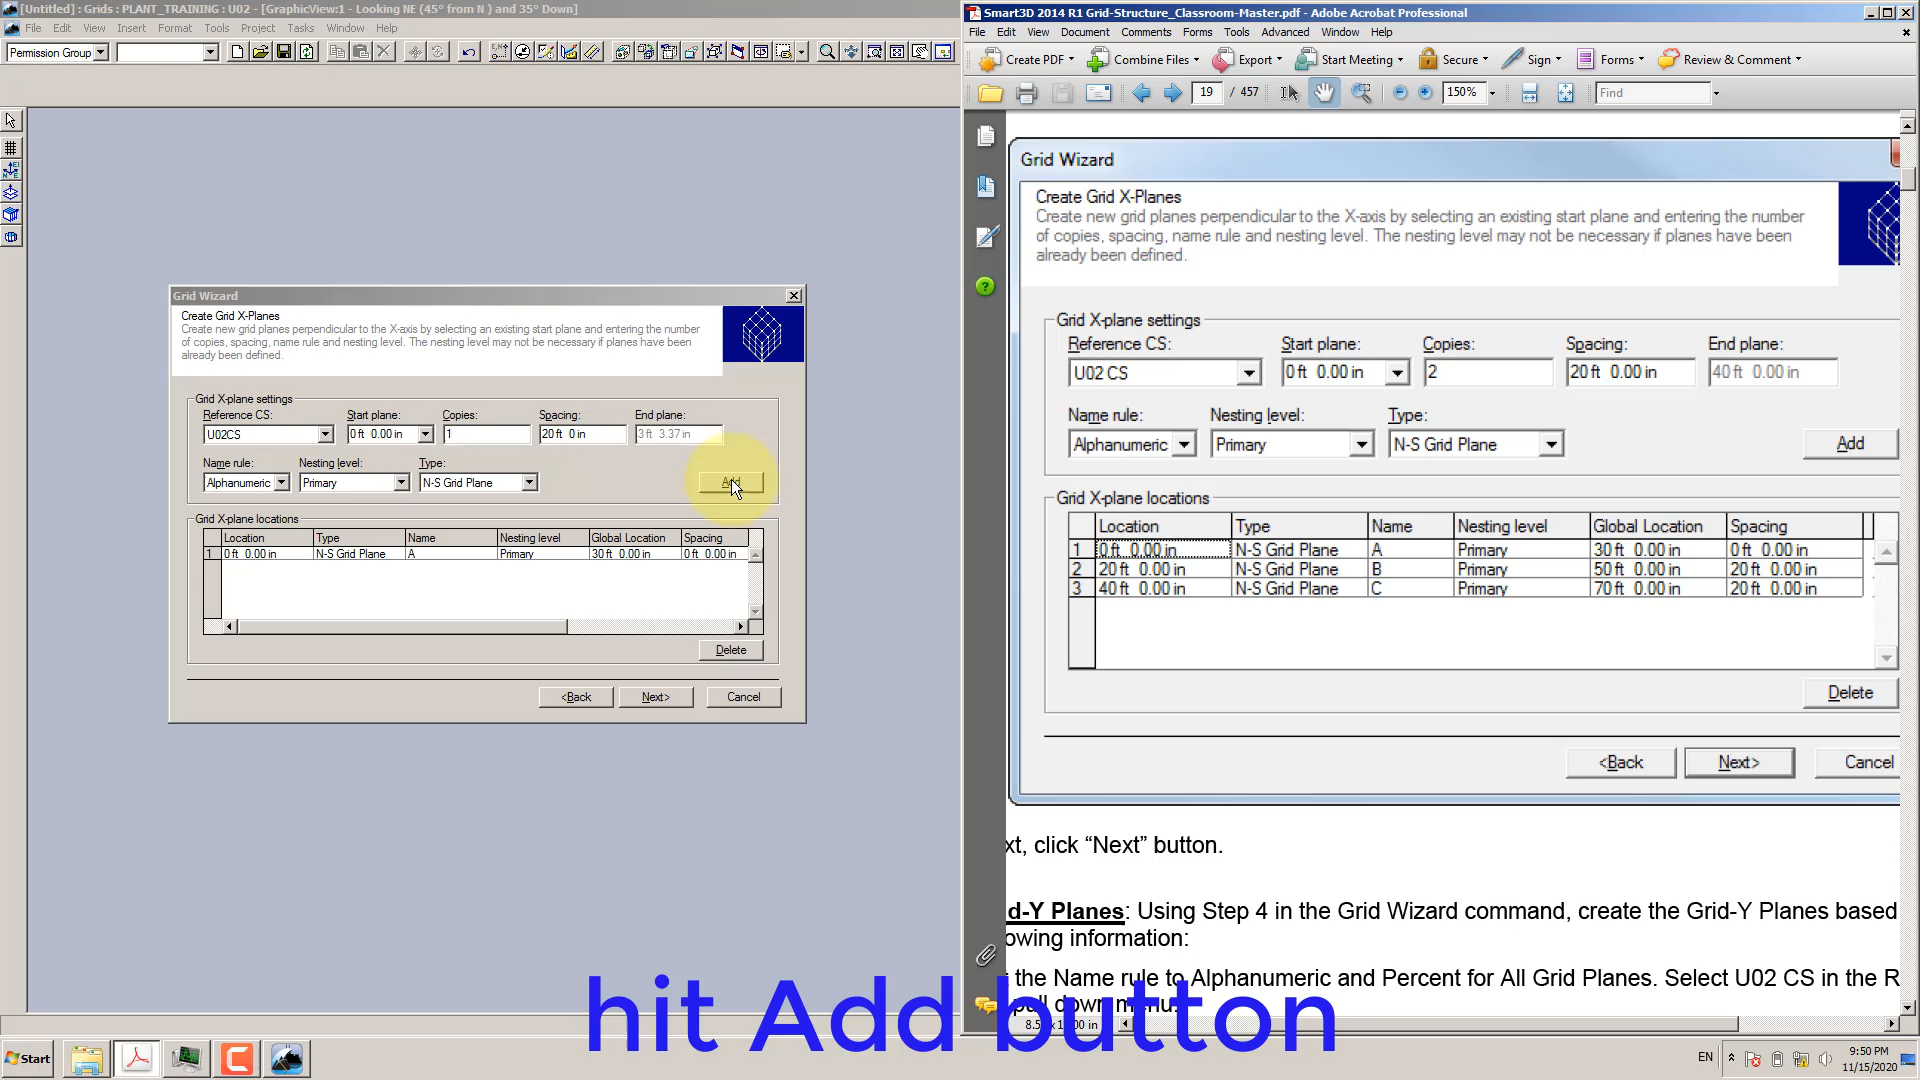 [Untitled] : Grids : PLANT_TRAINING : U02 - [GraphicView:1 - Looking NE (45° from N ) and 35° Down]
File Edit View Insert Format Tools Project Tasks Window Help
Permission Group
Grid Wizard
Create Grid X-Planes
Create new grid planes perpendicular to the X-axis by selecting an existing start plane and entering the number
of copies, spacing, name rule and nesting level. The nesting level may not be necessary if planes have been
already been defined.
Grid X-plane settings
Reference CS: Start plane: Copies: Spacing: End plane:
U02CS 0 ft 0.00 in 1 20 ft 0 in 3 ft 3.37 in
Name rule: Nesting level: Type:
Alphanumeric Primary N-S Grid Plane Add
Grid X-plane locations
Location Type Name Nesting level Global Location Spacing
1 0 ft 0.00 in N-S Grid Plane A Primary 30 ft 0.00 in 0 ft 0.00 in
Delete
<Back Next> Cancel
Smart3D 2014 R1 Grid-Structure_Classroom-Master.pdf - Adobe Acrobat Professional
File Edit View Document Comments Forms Tools Advanced Window Help
Create PDF Combine Files Export Start Meeting Secure Sign Forms Review & Comment
19 / 457 150% Find
Grid Wizard
Create Grid X-Planes
Create new grid planes perpendicular to the X-axis by selecting an existing start plane and entering the number
of copies, spacing, name rule and nesting level. The nesting level may not be necessary if planes have been
already been defined.
Grid X-plane settings
Reference CS: Start plane: Copies: Spacing: End plane:
U02 CS 0 ft 0.00 in 2 20 ft 0.00 in 40 ft 0.00 in
Name rule: Nesting level: Type:
Alphanumeric Primary N-S Grid Plane Add
Grid X-plane locations
Location Type Name Nesting level Global Location Spacing
1 0 ft 0.00 in N-S Grid Plane A Primary 30 ft 0.00 in 0 ft 0.00 in
2 20 ft 0.00 in N-S Grid Plane B Primary 50 ft 0.00 in 20 ft 0.00 in
3 40 ft 0.00 in N-S Grid Plane C Primary 70 ft 0.00 in 20 ft 0.00 in
Delete
<Back Next> Cancel
xt, click “Next” button.
d-Y Planes: Using Step 4 in the Grid Wizard command, create the Grid-Y Planes based
owing information:
the Name rule to Alphanumeric and Percent for All Grid Planes. Select U02 CS in the R
pull down menu.
hit Add button
Start
EN 9:50 PM
11/15/2020